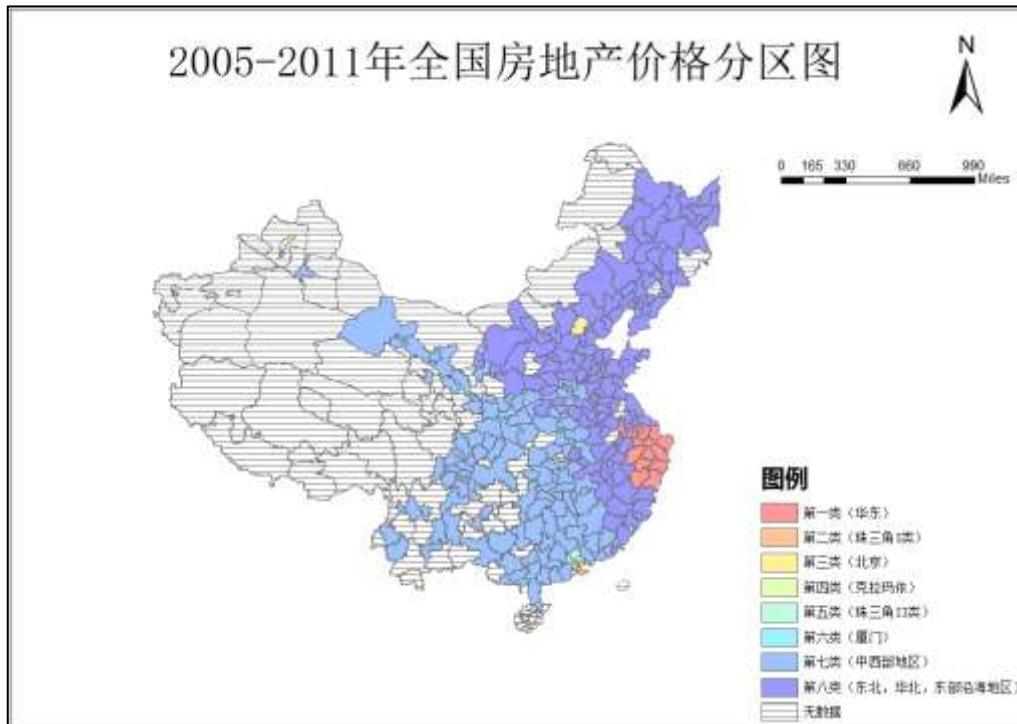 2005-2011年全国房地产价格分区图
N
0 165 330 660 990
Miles
图例
第一类（华东）
第二类（珠三角I类）
第三类（北京）
第四类（克拉玛依）
第五类（珠三角II类）
第六类（厦门）
第七类（中西部地区）
第八类（东北，华北，东部沿海地区）
无数据